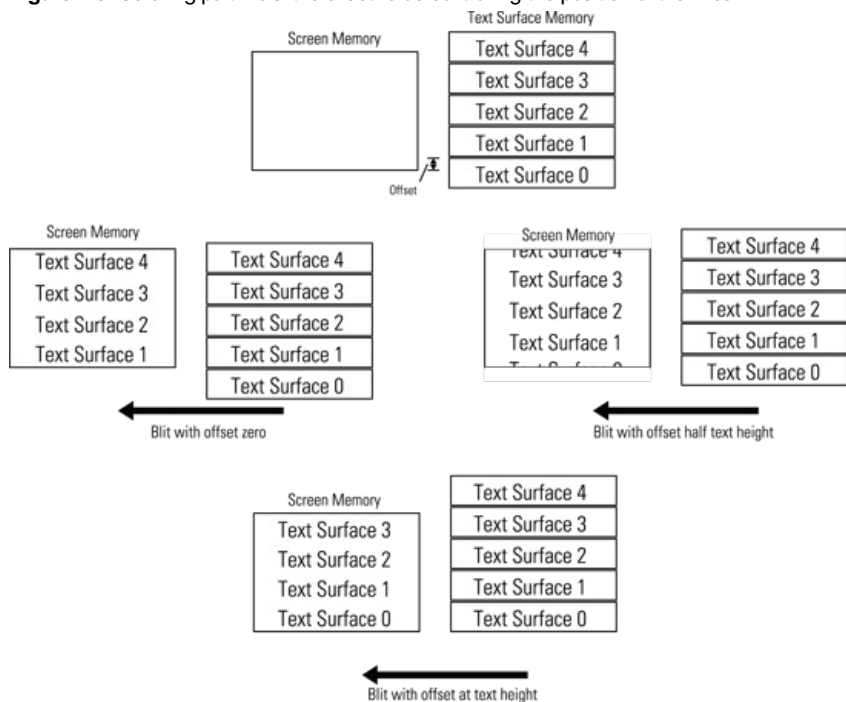 Text Surface Memory
Screen Memory
Text Surface 4
Text Surface 3
Text Surface 2
Text Surface 1
Text Surface 0
Offset
Screen Memory
Text Surface 4
Text Surface 3
Text Surface 2
Text Surface 1
Text Surface 4
Text Surface 3
Text Surface 2
Text Surface 1
Text Surface 0
Blit with offset zero
Screen Memory
Text Surface 4
Text Surface 3
Text Surface 2
Text Surface 1
Text Surface 4
Text Surface 3
Text Surface 2
Text Surface 1
Text Surface 0
Blit with offset half text height
Screen Memory
Text Surface 3
Text Surface 2
Text Surface 1
Text Surface 0
Text Surface 4
Text Surface 3
Text Surface 2
Text Surface 1
Text Surface 0
Blit with offset at text height